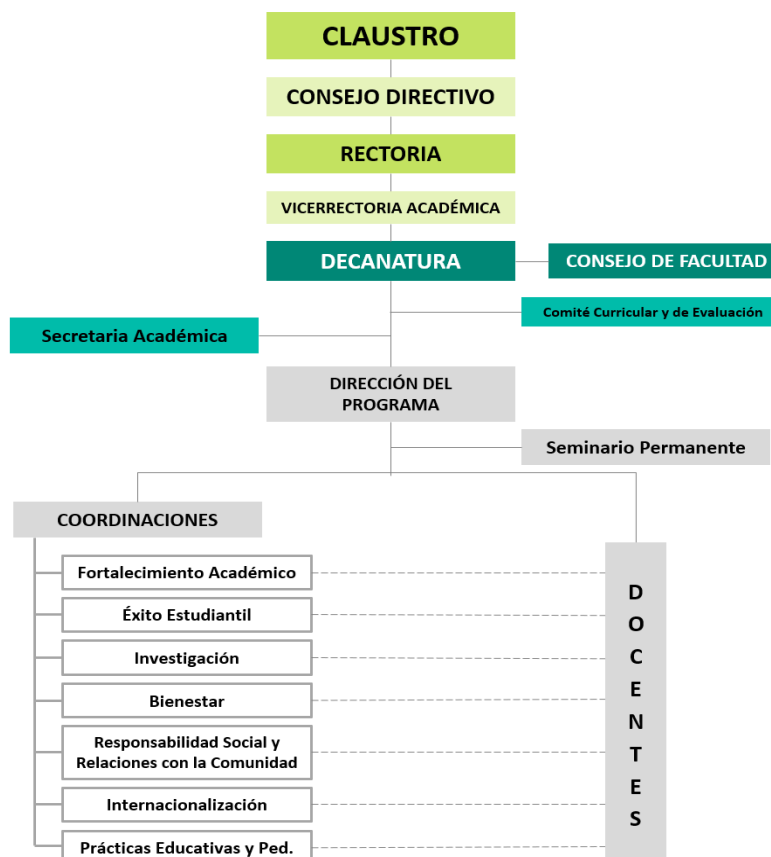 CLAUSTRO
CONSEJO DIRECTIVO
RECTORIA
VICERRECTORIA ACADÉMICA
DECANATURA
CONSEJO DE FACULTAD
Comité Curricular y de Evaluación
Secretaria Académica
DIRECCIÓN DEL
PROGRAMA
Seminario Permanente
COORDINACIONES
Fortalecimiento Académico
Éxito Estudiantil
Investigación
Bienestar
Responsabilidad Social y
Relaciones con la Comunidad
Internacionalización
Prácticas Educativas y Ped.
D
O
C
E
N
T
E
S